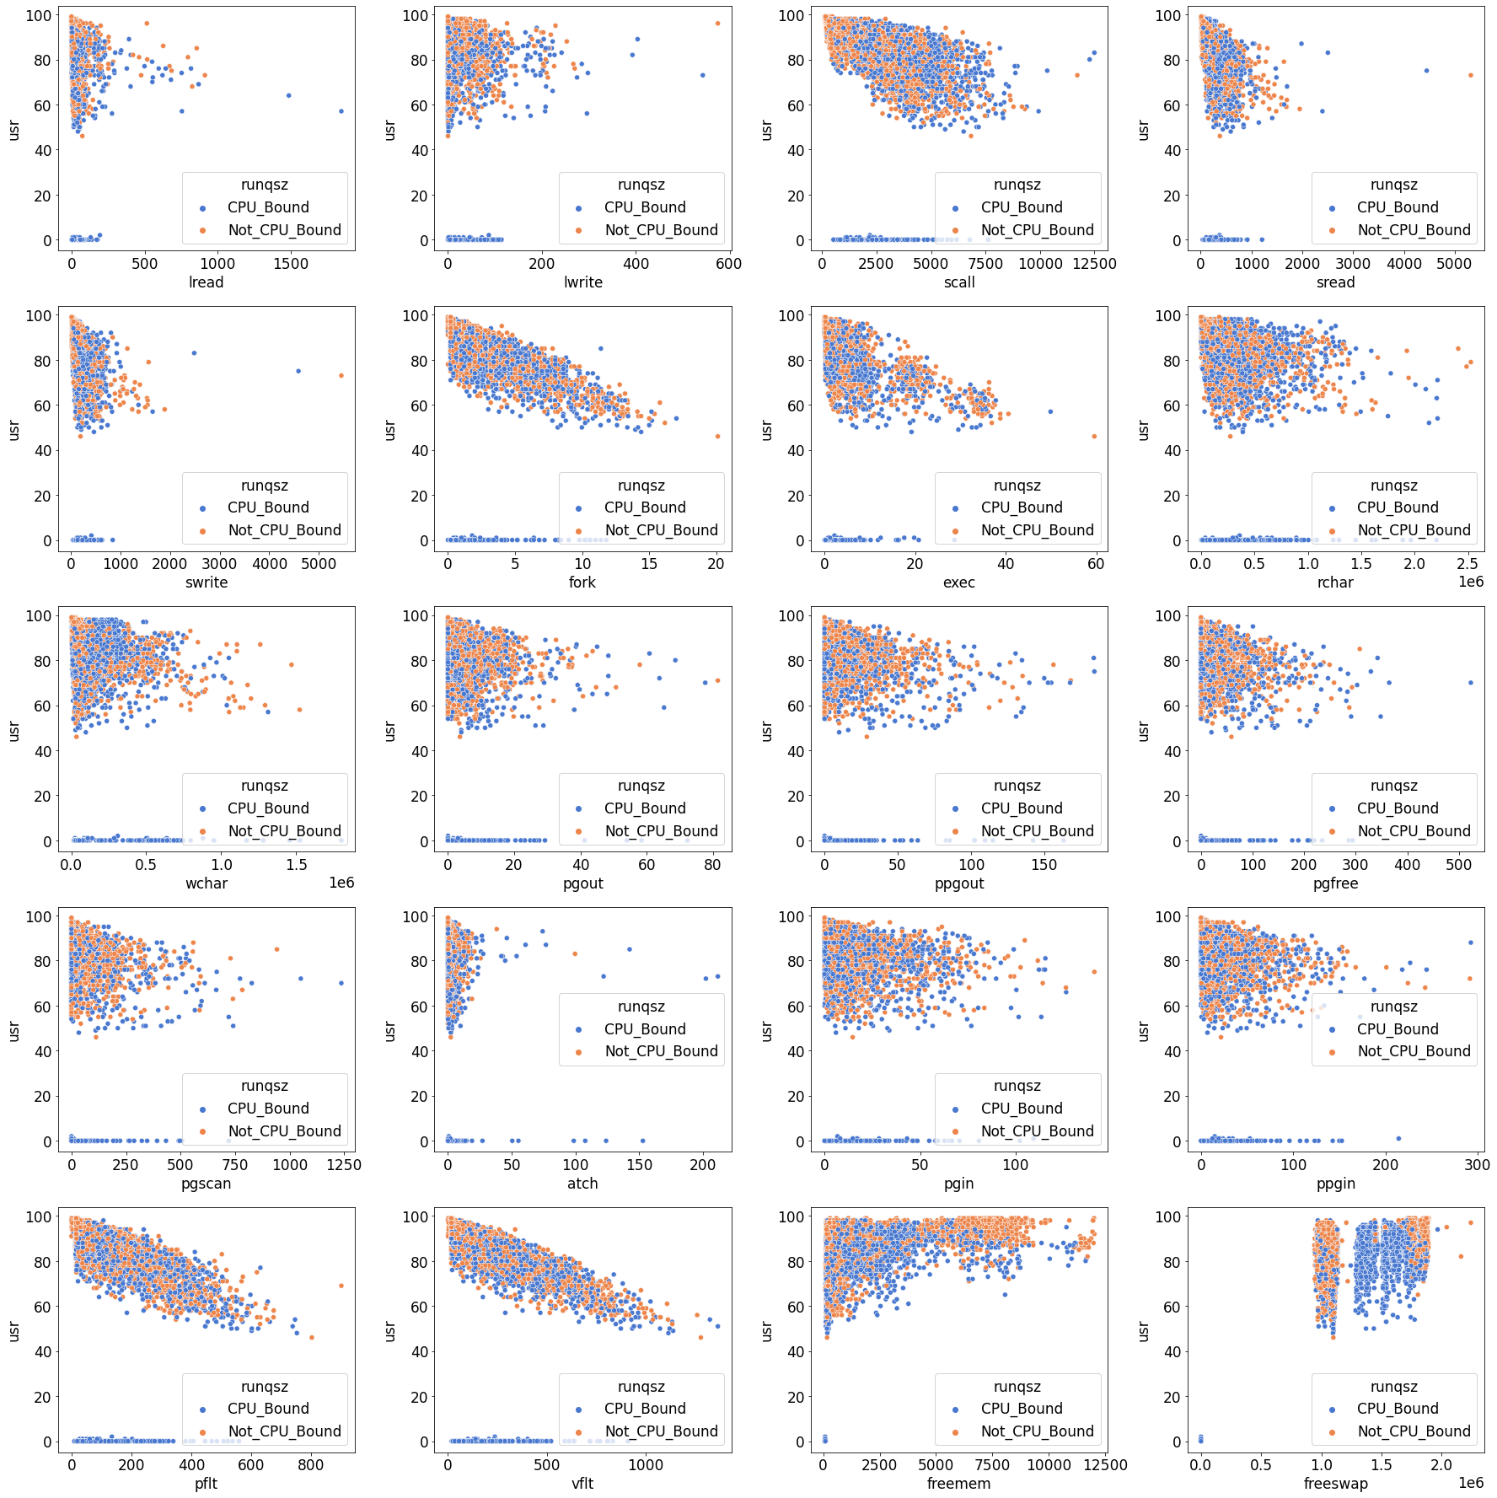 100
80
60
40
20
0
usr
runqsz
CPU_Bound
Not_CPU_Bound
0 500 1000 1500
lread
100
80
60
40
20
0
usr
runqsz
CPU_Bound
Not_CPU_Bound
0 200 400 600
lwrite
100
80
60
40
20
0
usr
runqsz
CPU_Bound
Not_CPU_Bound
0 2500 5000 7500 10000 12500
scall
100
80
60
40
20
0
usr
runqsz
CPU_Bound
Not_CPU_Bound
0 1000 2000 3000 4000 5000
sread
100
80
60
40
20
0
usr
runqsz
CPU_Bound
Not_CPU_Bound
0 1000 2000 3000 4000 5000
swrite
100
80
60
40
20
0
usr
runqsz
CPU_Bound
Not_CPU_Bound
0 5 10 15 20
fork
100
80
60
40
20
0
usr
runqsz
CPU_Bound
Not_CPU_Bound
0 20 40 60
exec
100
80
60
40
20
0
usr
runqsz
CPU_Bound
Not_CPU_Bound
0.0 0.5 1.0 1.5 2.0 2.5
rchar 1e6
100
80
60
40
20
0
usr
runqsz
CPU_Bound
Not_CPU_Bound
0.0 0.5 1.0 1.5
wchar 1e6
100
80
60
40
20
0
usr
runqsz
CPU_Bound
Not_CPU_Bound
0 20 40 60 80
pgout
100
80
60
40
20
0
usr
runqsz
CPU_Bound
Not_CPU_Bound
0 50 100 150
ppgout
100
80
60
40
20
0
usr
runqsz
CPU_Bound
Not_CPU_Bound
0 100 200 300 400 500
pgfree
100
80
60
40
20
0
usr
runqsz
CPU_Bound
Not_CPU_Bound
0 250 500 750 1000 1250
pgscan
100
80
60
40
20
0
usr
runqsz
CPU_Bound
Not_CPU_Bound
0 50 100 150 200
atch
100
80
60
40
20
0
usr
runqsz
CPU_Bound
Not_CPU_Bound
0 50 100
pgin
100
80
60
40
20
0
usr
runqsz
CPU_Bound
Not_CPU_Bound
0 100 200 300
ppgin
100
80
60
40
20
0
usr
runqsz
CPU_Bound
Not_CPU_Bound
0 200 400 600 800
pflt
100
80
60
40
20
0
usr
runqsz
CPU_Bound
Not_CPU_Bound
0 500 1000
vflt
100
80
60
40
20
0
usr
runqsz
CPU_Bound
Not_CPU_Bound
0 2500 5000 7500 10000 12500
freemem
100
80
60
40
20
0
usr
runqsz
CPU_Bound
Not_CPU_Bound
0.0 0.5 1.0 1.5 2.0
freeswap 1e6